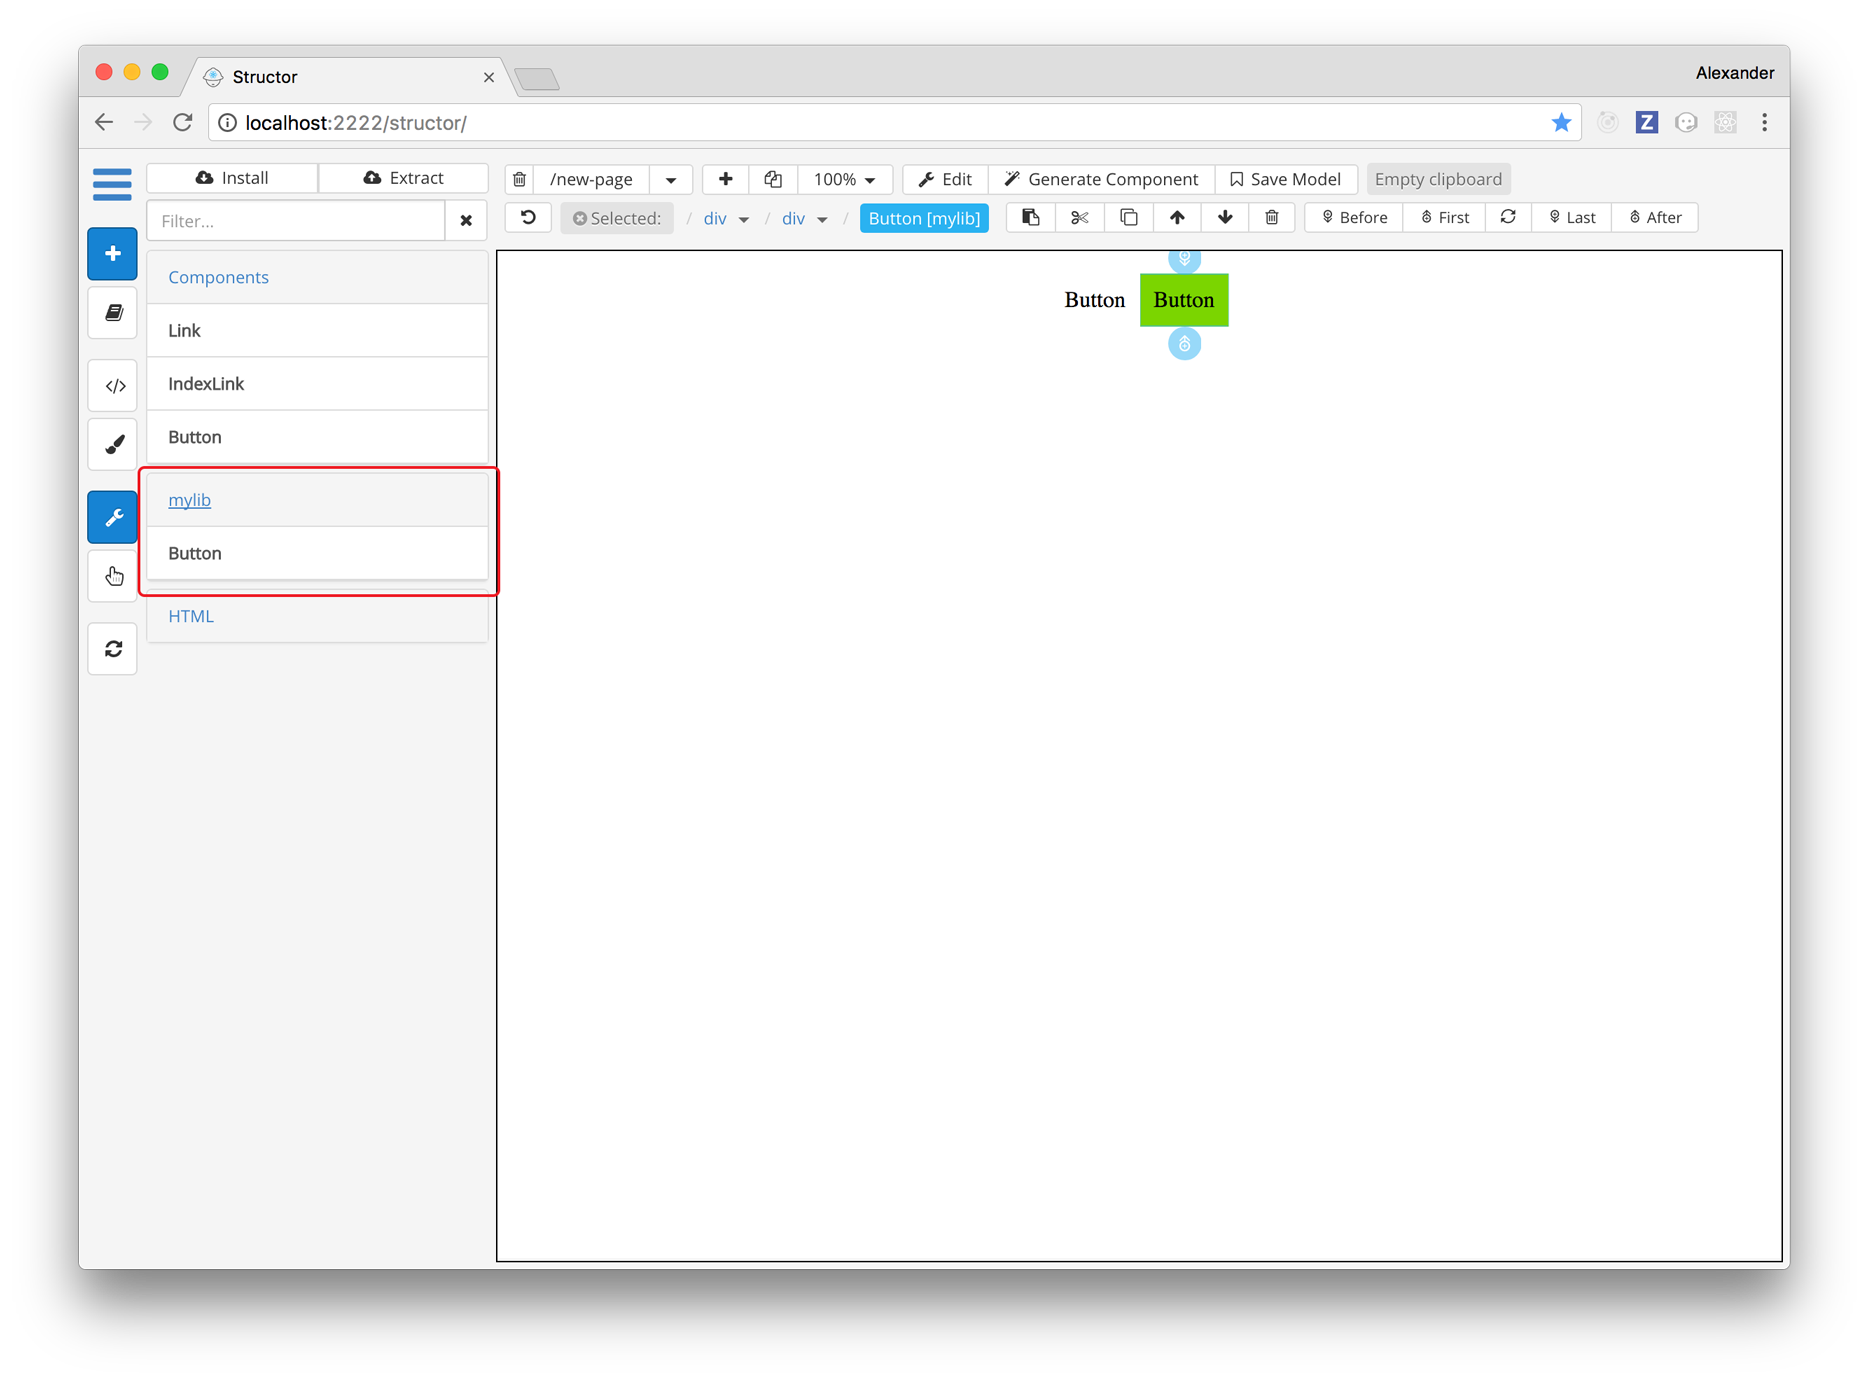 Structor
Alexander
localhost:2222/structor/
Install Extract
/new-page 100% Edit Generate Component Save Model Empty clipboard
Filter...
Selected: / div / div / Button [mylib] Before First Last After
Components
Link
IndexLink
Button
mylib
Button
HTML
Button Button
Z